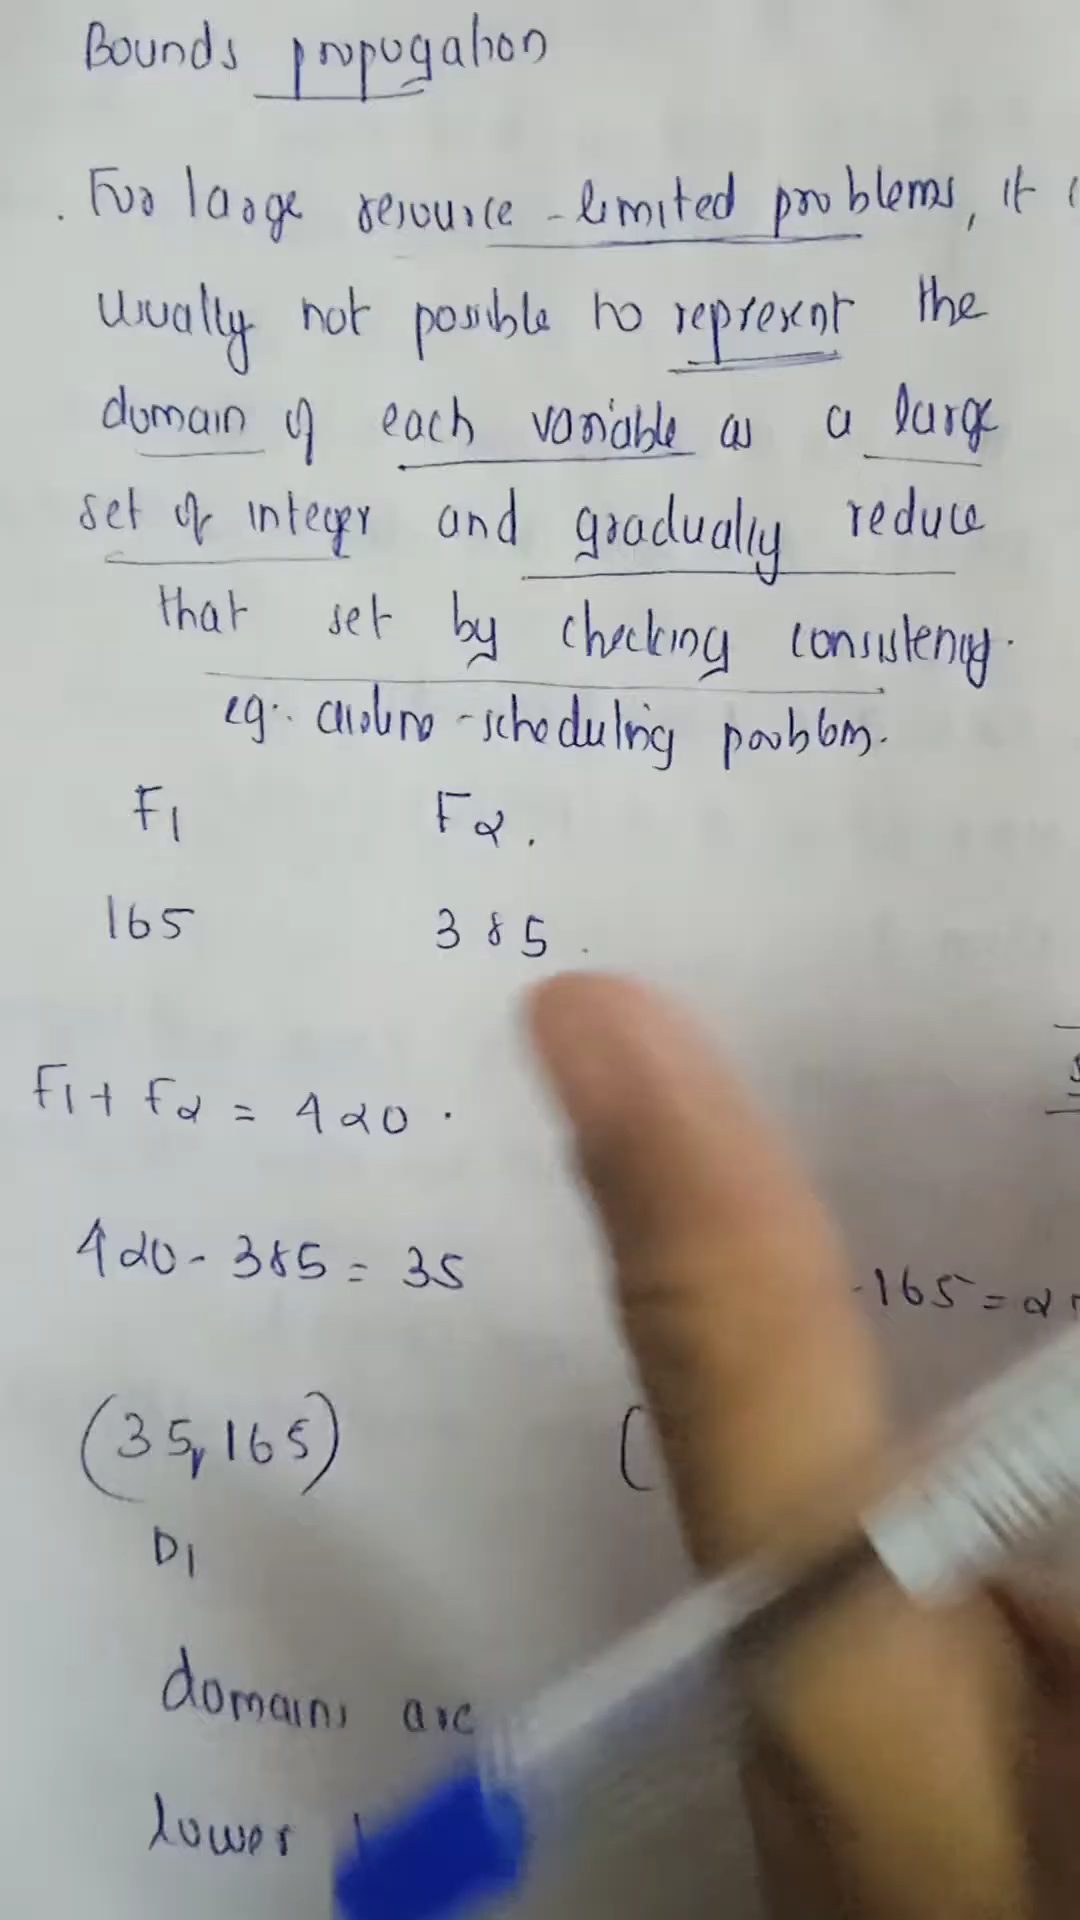 Bounds propugation
. For large resource-limited problems, it i
usually not possible to represent the
domain of each variable as a large
set of integer and gradually reduce
that set by checking consistency.
eg:. airline-scheduling problem.
F1 F2.
165 385.
F1 + F2 = 420.
420 - 385 = 35
-165 = 2
(35, 165) (
D1
domains are
lower